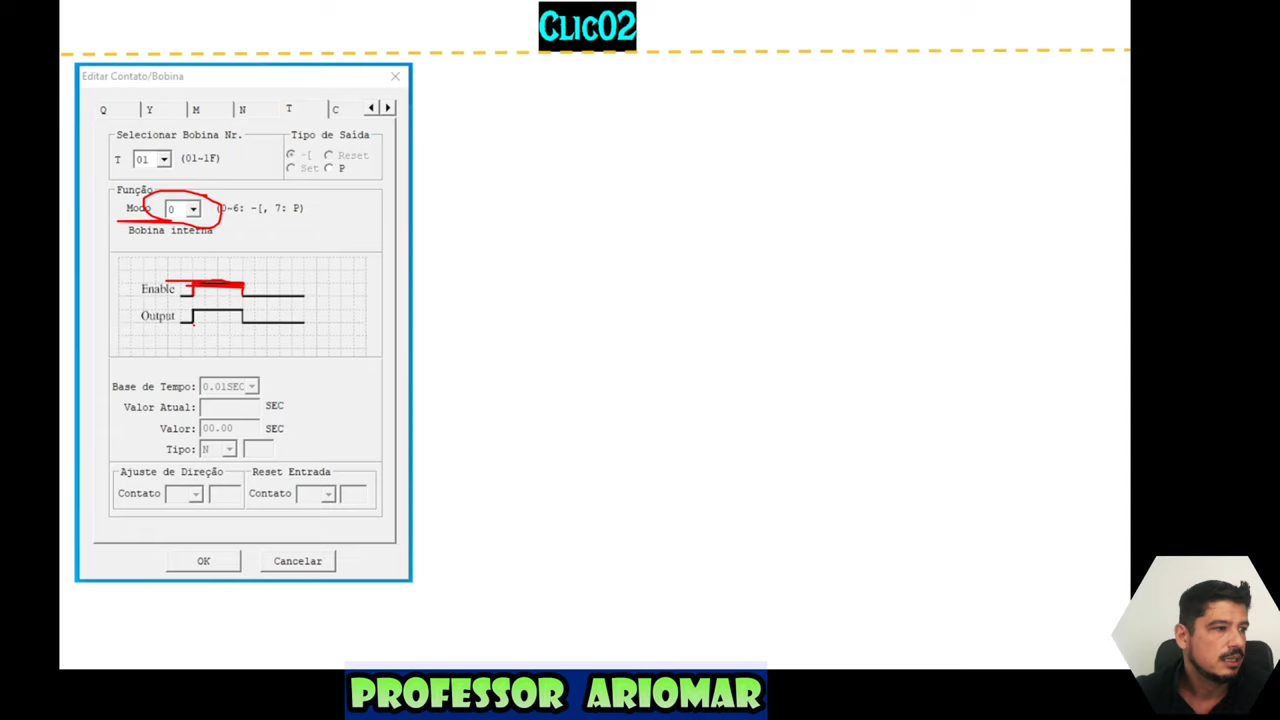 Clic02
Editar Contato/Bobina
Q Y M N T C
Selecionar Bobina Nr.
T 01 (01~1F)
Tipo de Saída
-[ Reset
Set P
Função
Modo 0 (0~6: -[, 7: P)
Bobina interna
Enable
Output
Base de Tempo: 0.01SEC
Valor Atual: SEC
Valor: 00.00 SEC
Tipo: N
Ajuste de Direção
Contato
Reset Entrada
Contato
OK Cancelar
PROFESSOR ARIOMAR